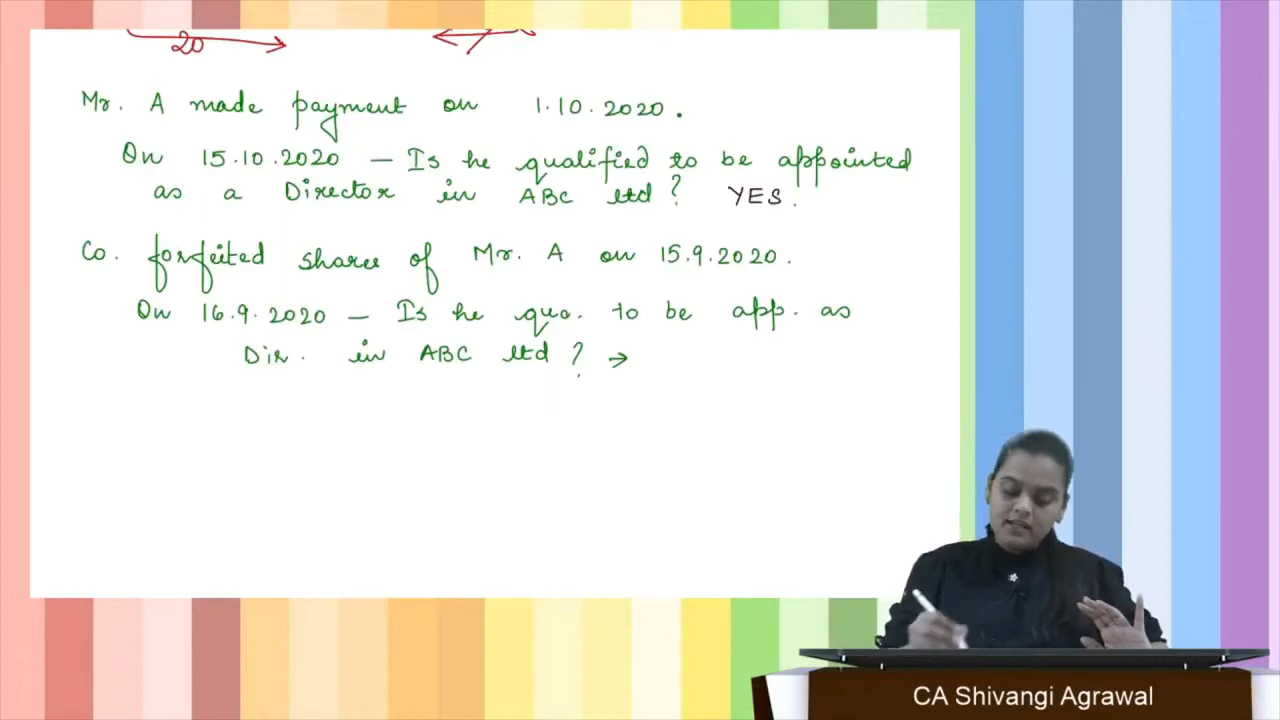 20
Mr. A made payment on 1.10.2020.
On 15.10.2020 – Is he qualified to be appointed
as a Director in ABC ltd? YES.
Co. forfeited shares of Mr. A on 15.9.2020.
On 16.9.2020 – Is he qua. to be app. as
Dir. in ABC ltd? →
CA Shivangi Agrawal